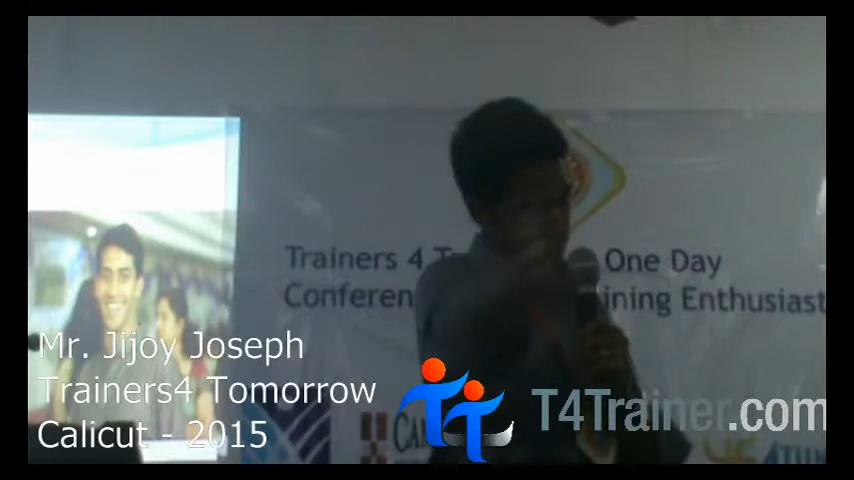 Trainers 4 One Day
Conferen ining Enthusiast
Mr. Jijoy Joseph
Trainers4 Tomorrow
Calicut - 2015
T4Trainer.com